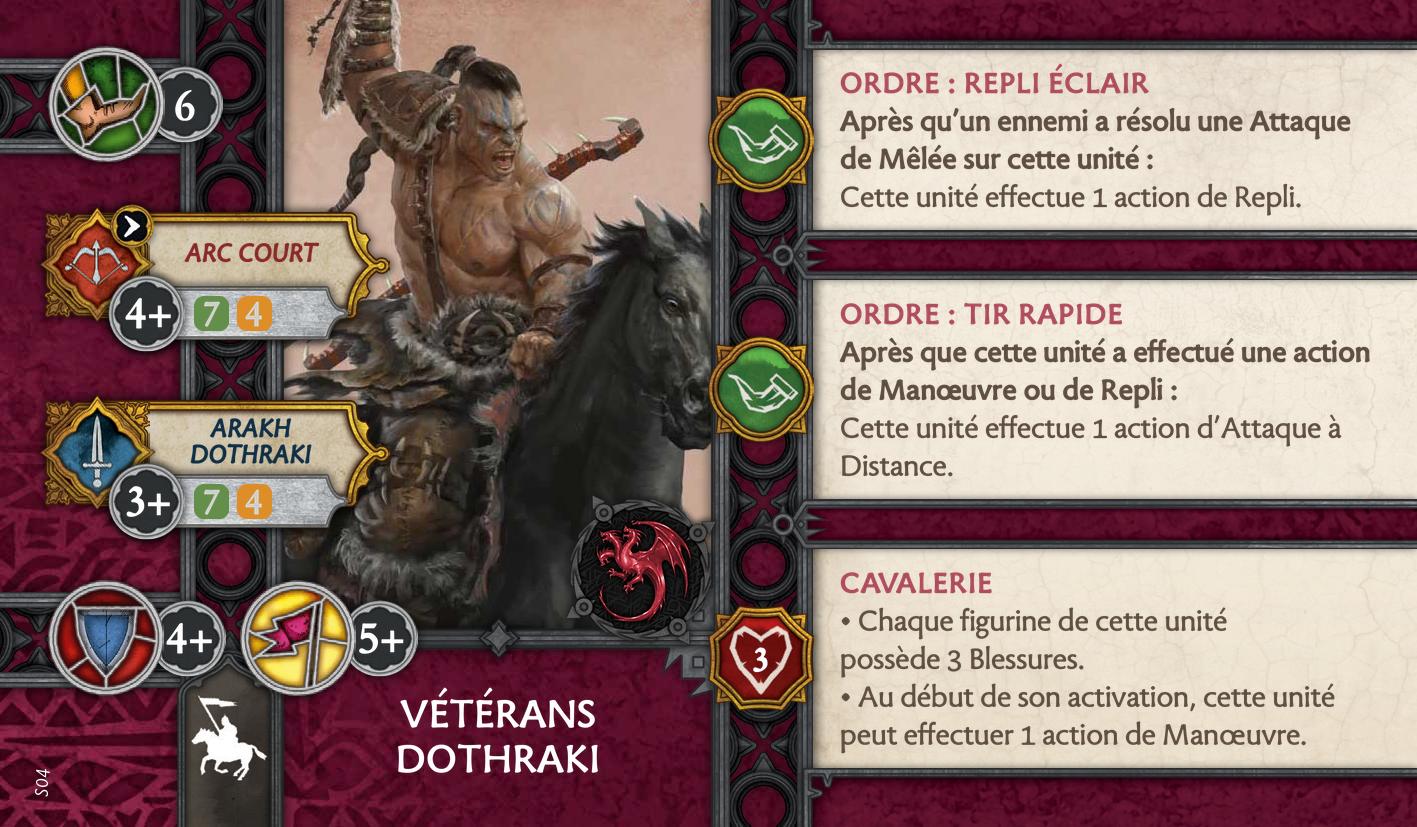 6
ARC COURT
4+ 7 4
ARAKH
DOTHRAKI
3+ 7 4
4+ 5+
VÉTÉRANS
DOTHRAKI
S04
ORDRE : REPLI ÉCLAIR
Après qu’un ennemi a résolu une Attaque
de Mêlée sur cette unité :
Cette unité effectue 1 action de Repli.
ORDRE : TIR RAPIDE
Après que cette unité a effectué une action
de Manœuvre ou de Repli :
Cette unité effectue 1 action d’Attaque à
Distance.
3
CAVALERIE
• Chaque figurine de cette unité
possède 3 Blessures.
• Au début de son activation, cette unité
peut effectuer 1 action de Manœuvre.